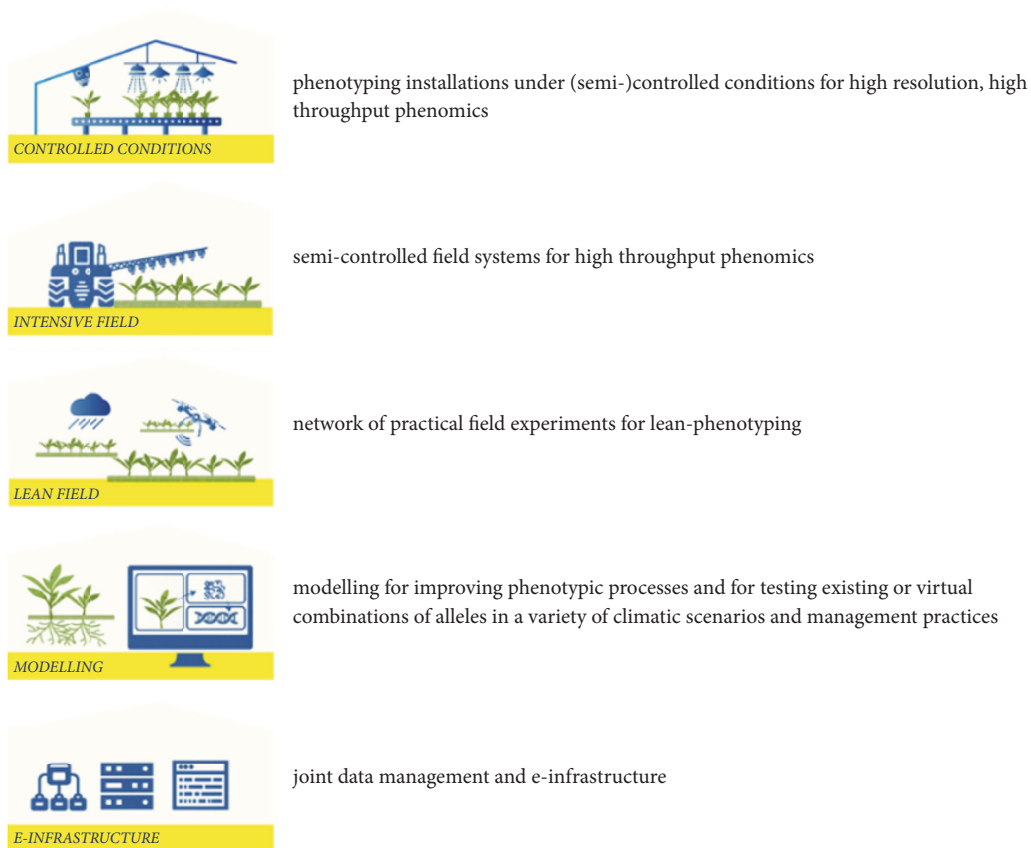 phenotyping installations under (semi-)controlled conditions for high resolution, high
throughput phenomics
CONTROLLED CONDITIONS
semi-controlled field systems for high throughput phenomics
INTENSIVE FIELD
network of practical field experiments for lean-phenotyping
LEAN FIELD
modelling for improving phenotypic processes and for testing existing or virtual
combinations of alleles in a variety of climatic scenarios and management practices
MODELLING
joint data management and e-infrastructure
E-INFRASTRUCTURE